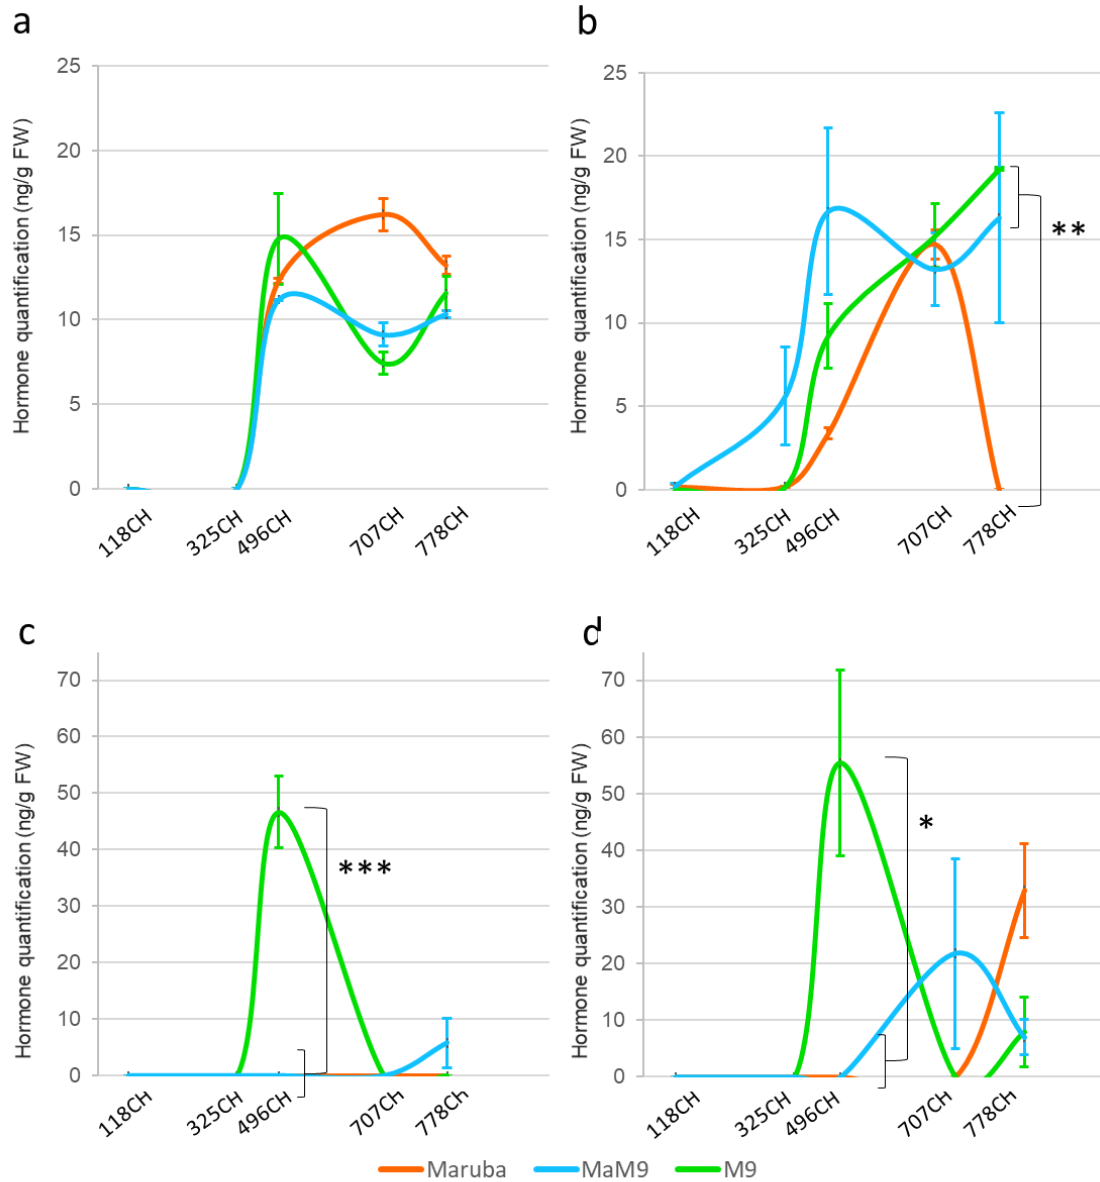 a
25
20
15
10
5
0
Hormone quantification (ng/g FW)
118CH
325CH
496CH
707CH
778CH
b
25
20
15
10
5
0
Hormone quantification (ng/g FW)
118CH
325CH
496CH
707CH
778CH
**
c
70
60
50
40
30
20
10
0
Hormone quantification (ng/g FW)
118CH
325CH
496CH
707CH
778CH
***
d
70
60
50
40
30
20
10
0
Hormone quantification (ng/g FW)
118CH
325CH
496CH
707CH
778CH
*
Maruba MaM9 M9